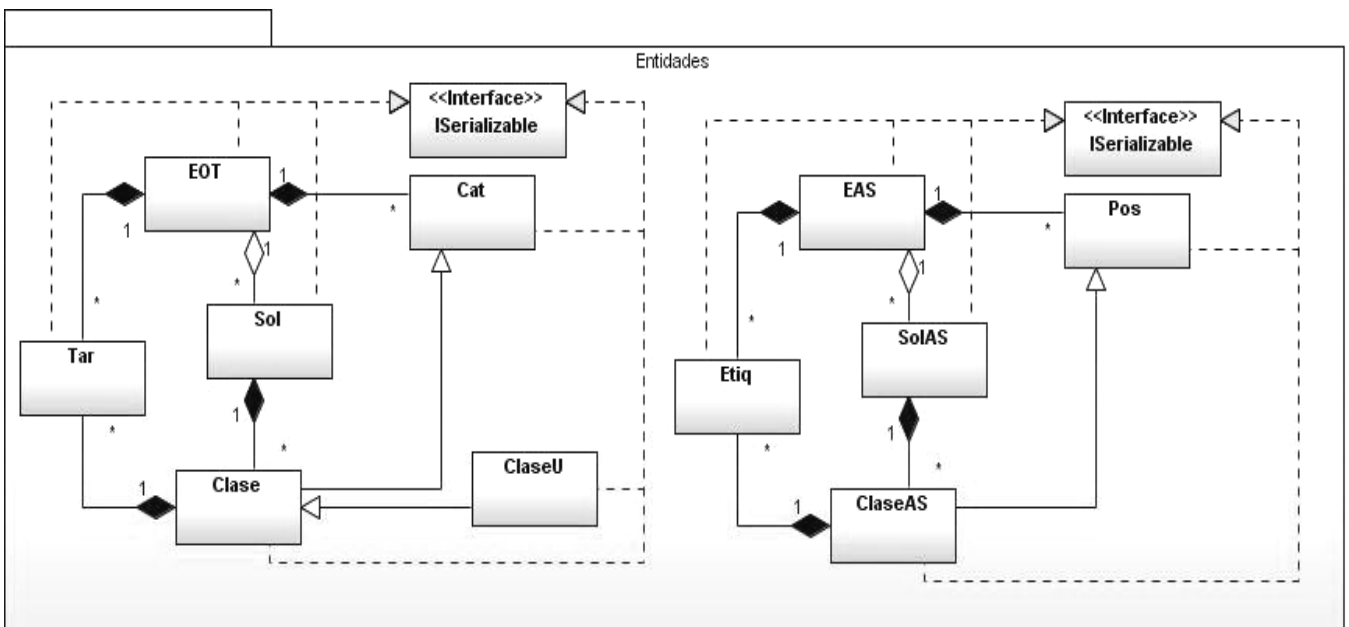 Entidades
<<Interface>>
ISerializable
EOT
1
1
1
*
Cat
*
*
Sol
Tar
*
1
*
1
Clase
ClaseU
<<Interface>>
ISerializable
EAS
1
1
1
*
Pos
*
*
SolAS
Etiq
*
1
*
1
ClaseAS